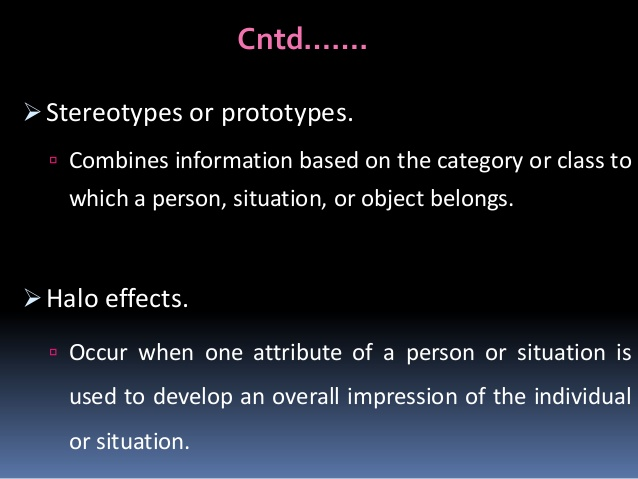 Cntd.......
Stereotypes or prototypes.
Combines information based on the category or class to
which a person, situation, or object belongs.
Halo effects.
Occur when one attribute of a person or situation is
used to develop an overall impression of the individual
or situation.